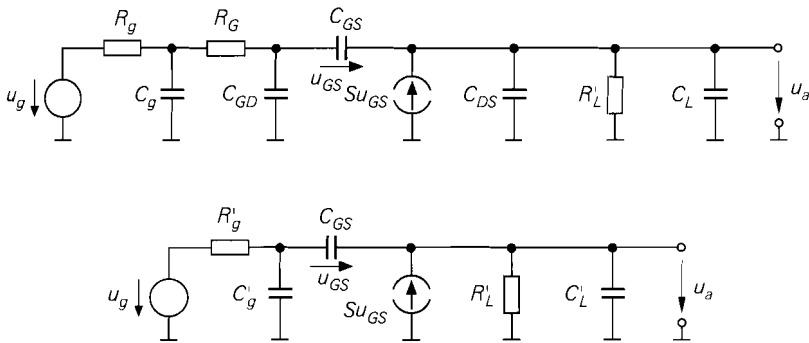 R_g R_G C_GS
u_g C_g C_GD u_GS Su_GS C_DS R'_L C_L u_a
R'_g C_GS
u_g C'_g u_GS Su_GS R'_L C'_L u_a